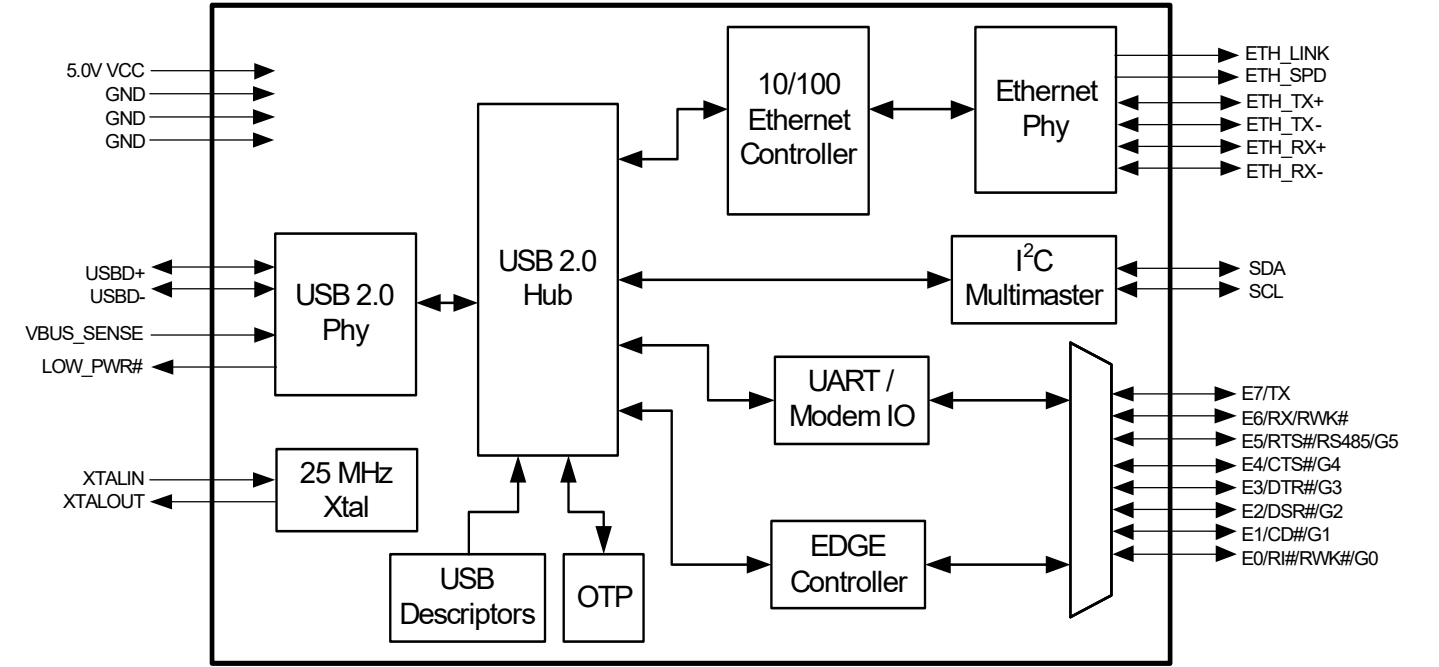 5.0V VCC
GND
GND
GND
USBD+
USBD-
VBUS_SENSE
LOW_PWR#
XTALIN
XTALOUT
USB 2.0
Phy
25 MHz
Xtal
USB 2.0
Hub
USB
Descriptors
OTP
10/100
Ethernet
Controller
Ethernet
Phy
I²C
Multimaster
UART /
Modem IO
EDGE
Controller
ETH_LINK
ETH_SPD
ETH_TX+
ETH_TX-
ETH_RX+
ETH_RX-
SDA
SCL
E7/TX
E6/RX/RWK#
E5/RTS#/RS485/G5
E4/CTS#/G4
E3/DTR#/G3
E2/DSR#/G2
E1/CD#/G1
E0/RI#/RWK#/G0